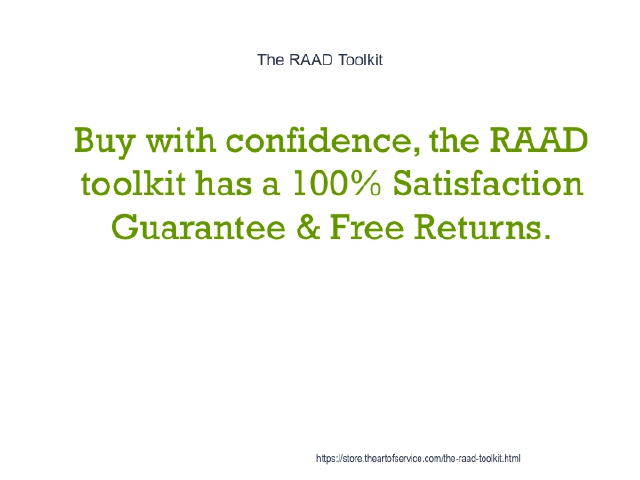 The RAAD Toolkit
Buy with confidence, the RAAD
toolkit has a 100% Satisfaction
Guarantee & Free Returns.
https://store.theartofservice.com/the-raad-toolkit.html